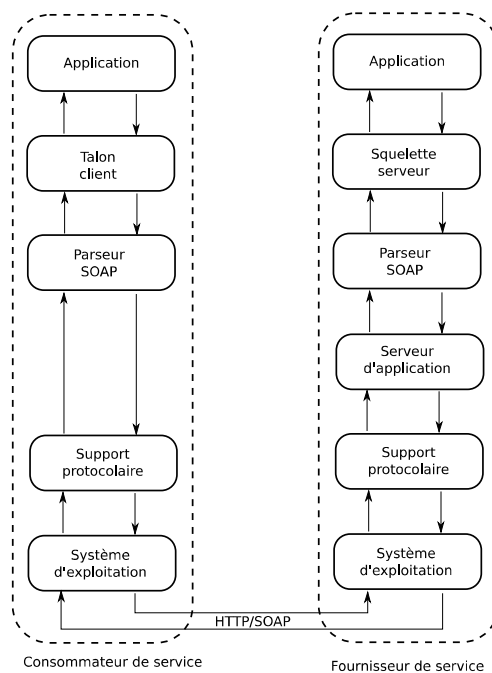 Application
Talon
client
Parseur
SOAP
Support
protocolaire
Système
d'exploitation
Consommateur de service
HTTP/SOAP
Application
Squelette
serveur
Parseur
SOAP
Serveur
d'application
Support
protocolaire
Système
d'exploitation
Fournisseur de service